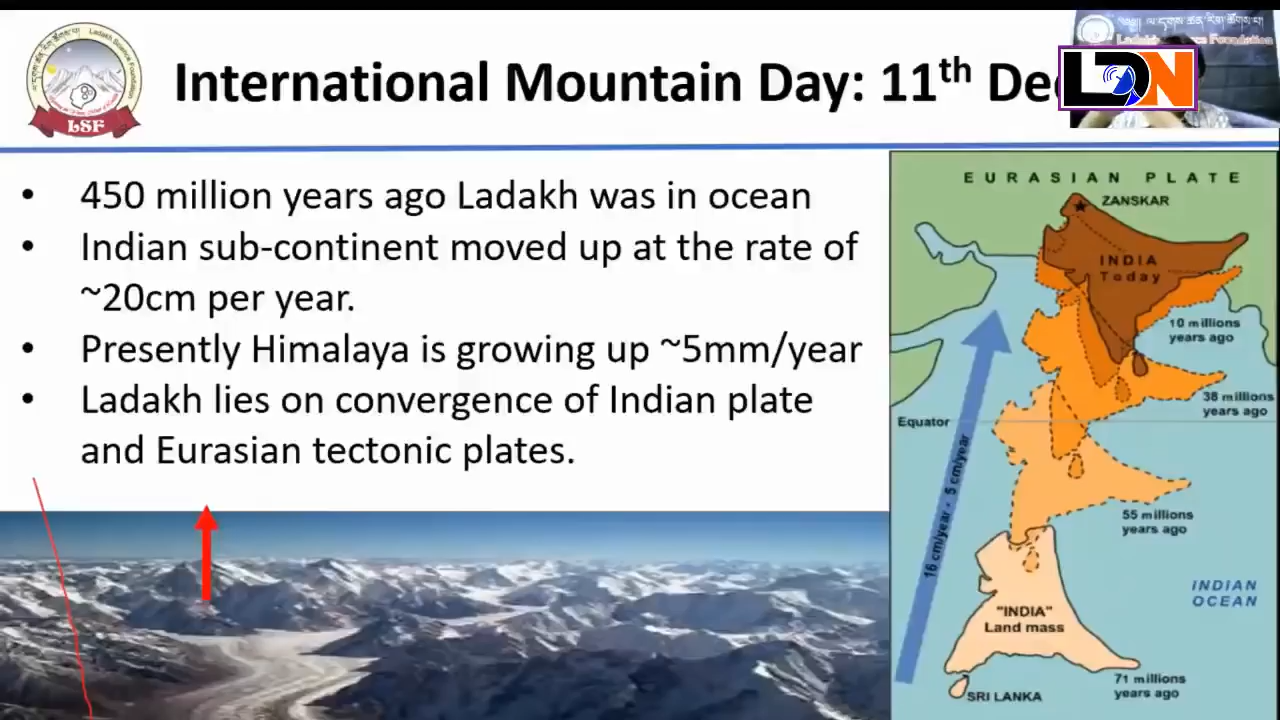 International Mountain Day: 11th De
LDN
LSF
• 450 million years ago Ladakh was in ocean
• Indian sub-continent moved up at the rate of
~20cm per year.
• Presently Himalaya is growing up ~5mm/year
• Ladakh lies on convergence of Indian plate
and Eurasian tectonic plates.
EURASIAN PLATE
ZANSKAR
INDIA
Today
10 millions
years ago
38 millions
years ago
Equator
16 cm/year - 5 cm/year
55 millions
years ago
INDIAN
OCEAN
"INDIA"
Land mass
71 millions
years ago
SRI LANKA